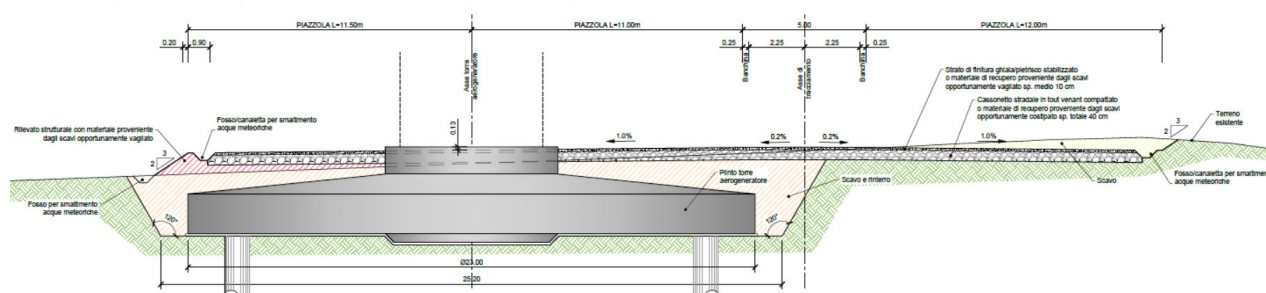 PIAZZOLA L=11.50m
PIAZZOLA L=11.00m
5.00
PIAZZOLA L=12.00m
0.20
0.90
0.25
2.25
2.25
0.25
Asse torre
aerogeneratore
Banchina
Asse di
tracciamento
Banchina
Strato di finitura ghiaia/pietrisco stabilizzato
o materiale di recupero proveniente dagli scavi
opportunamente vagliato sp. medio 10 cm
Cassonetto stradale in tout venant compattato
o materiale di recupero proveniente dagli scavi
opportunamente costipato sp. totale 40 cm
Fosso/canaletta per smaltimento
acque meteoriche
Rilevato strutturale con materiale proveniente
dagli scavi opportunamente vagliato
3
2
0.13
1.0%
0.2%
0.2%
1.0%
3
2
Terreno
esistente
Plinto torre
aerogeneratore
Scavo e rinterro
Scavo
Fosso/canaletta per smaltiment
acque meteoriche
Fosso per smaltimento
acque meteoriche
120°
120°
Ø23.00
25.20